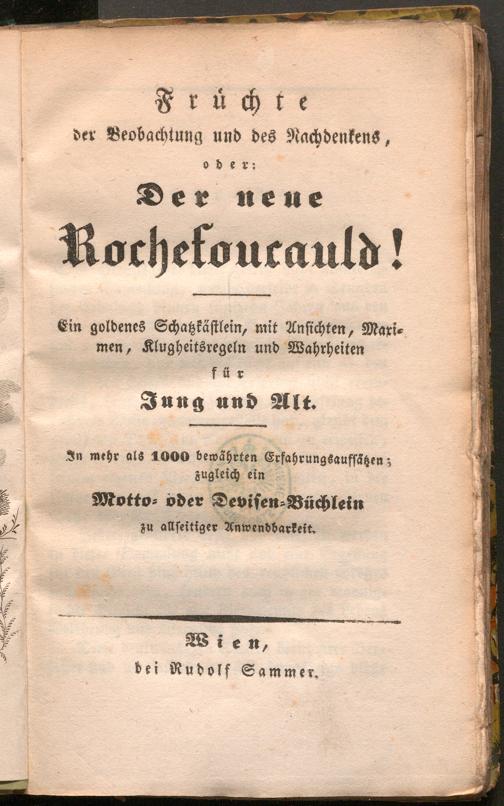 Früchte
der Beobachtung und des Nachdenkens,
oder:
Der neue
Rochefoucauld!
Ein goldenes Schatzkästlein, mit Ansichten, Maxi-
men, Klugheitsregeln und Wahrheiten
für
Jung und Alt.
In mehr als 1000 bewährten Erfahrungsaufsätzen;
zugleich ein
Motto- oder Devisen-Büchlein
zu allseitiger Anwendbarkeit.
Wien,
bei Rudolf Sammer.